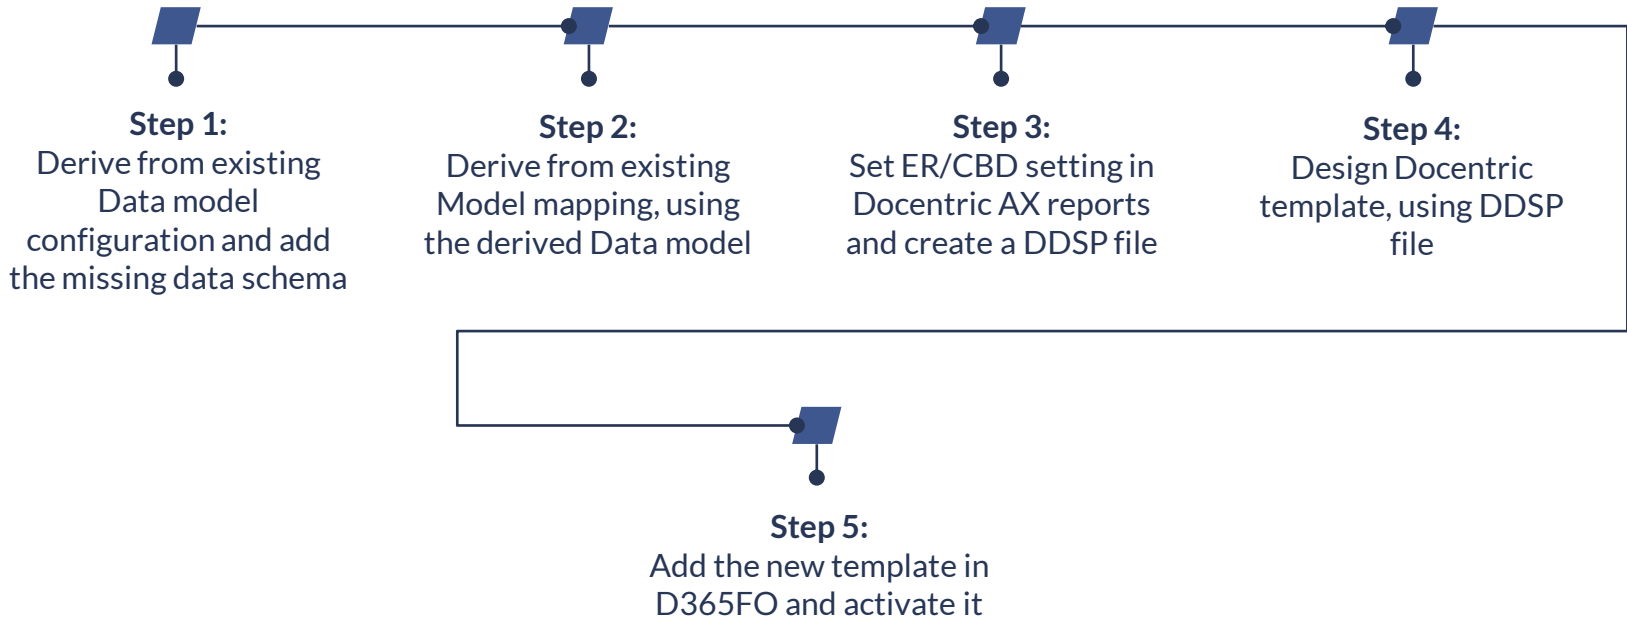 Step 1:
Derive from existing
Data model
configuration and add
the missing data schema
Step 2:
Derive from existing
Model mapping, using
the derived Data model
Step 3:
Set ER/CBD setting in
Docentric AX reports
and create a DDSP file
Step 4:
Design Docentric
template, using DDSP
file
Step 5:
Add the new template in
D365FO and activate it